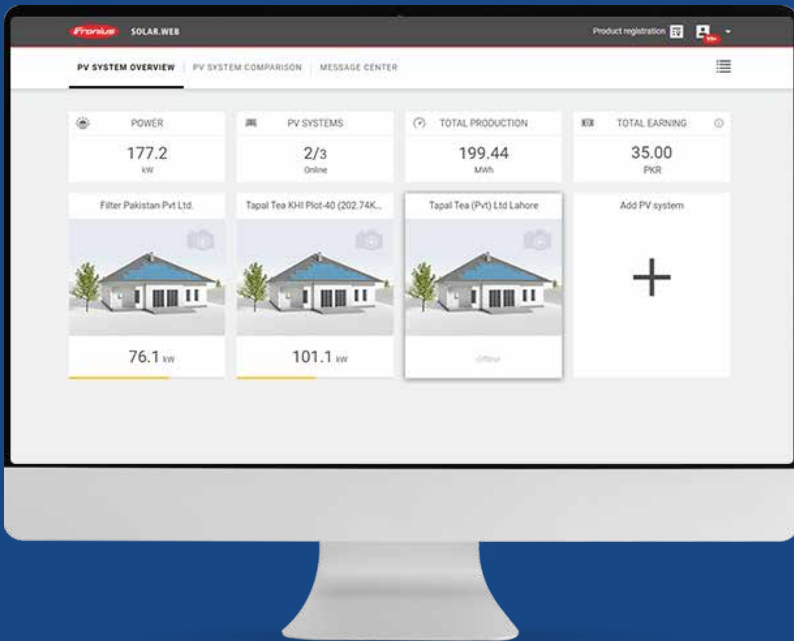 Fronius SOLAR.WEB
Product registration
99+
PV SYSTEM OVERVIEW PV SYSTEM COMPARISON MESSAGE CENTER
POWER
177.2
kW
PV SYSTEMS
2/3
Online
TOTAL PRODUCTION
199.44
MWh
TOTAL EARNING
35.00
PKR
Filter Pakistan Pvt Ltd.
76.1 kW
Tapal Tea KHI Plot-40 (202.74K...
101.1 kW
Tapal Tea (Pvt) Ltd Lahore
Offline
Add PV system